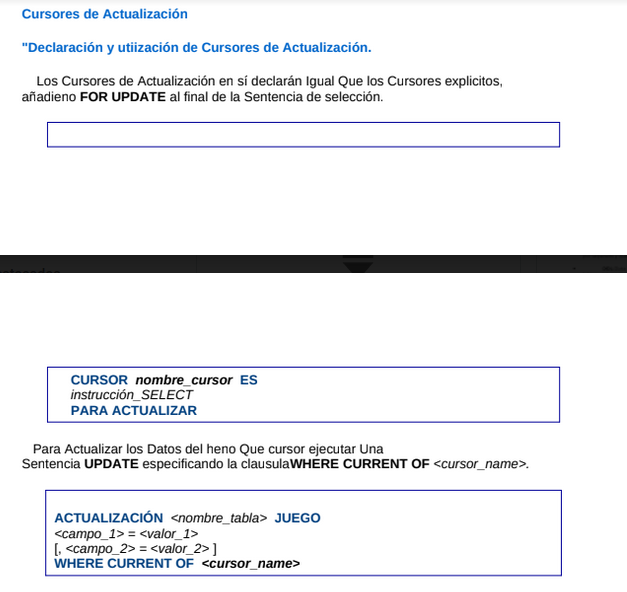 Cursores de Actualización
"Declaración y utiización de Cursores de Actualización.
Los Cursores de Actualización en sí declarán Igual Que los Cursores explicitos,
añadieno FOR UPDATE al final de la Sentencia de selección.
CURSOR nombre_cursor ES
instrucción_SELECT
PARA ACTUALIZAR
Para Actualizar los Datos del heno Que cursor ejecutar Una
Sentencia UPDATE especificando la clausulaWHERE CURRENT OF <cursor_name>.
ACTUALIZACIÓN <nombre_tabla> JUEGO
<campo_1> = <valor_1>
[, <campo_2> = <valor_2> ]
WHERE CURRENT OF <cursor_name>